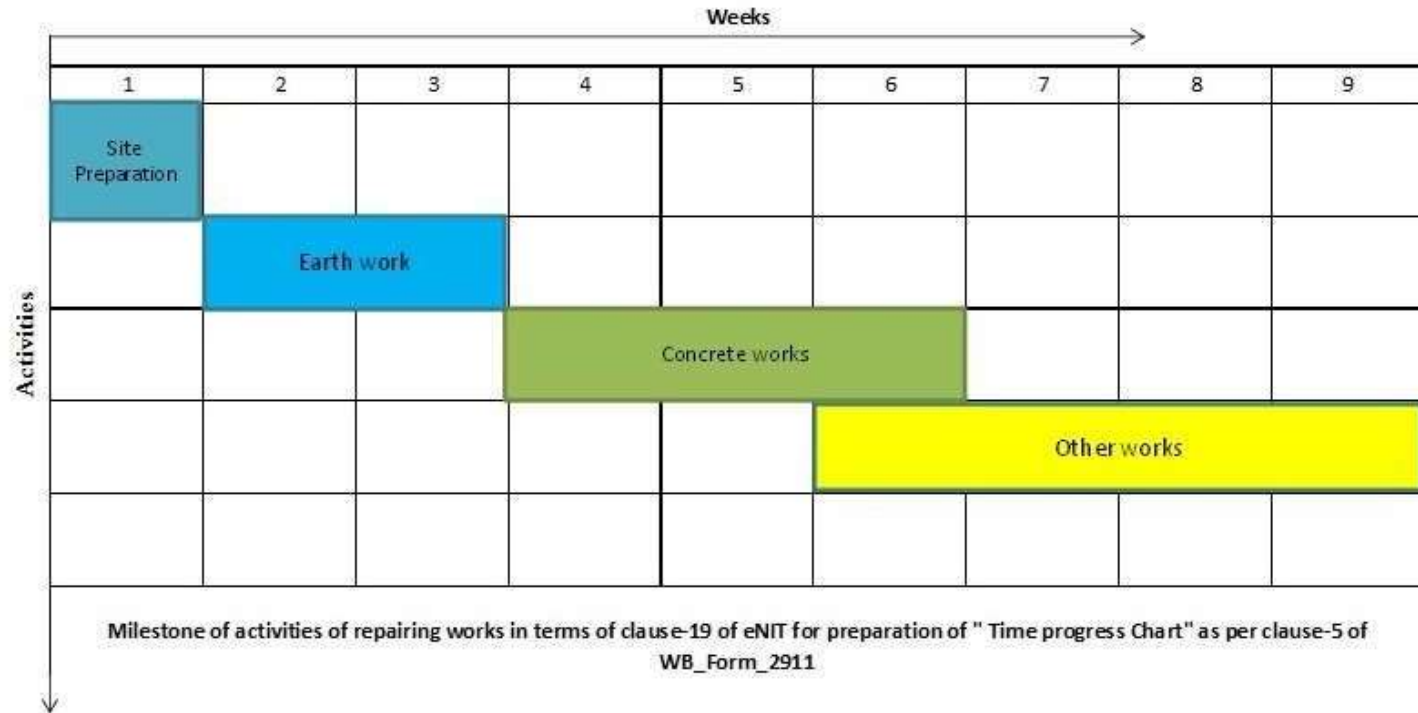 Weeks
1 2 3 4 5 6 7 8 9
Site
Preparation
Earth work
Activities
Concrete works
Other works
Milestone of activities of repairing works in terms of clause-19 of eNIT for preparation of " Time progress Chart" as per clause-5 of
WB_Form_2911